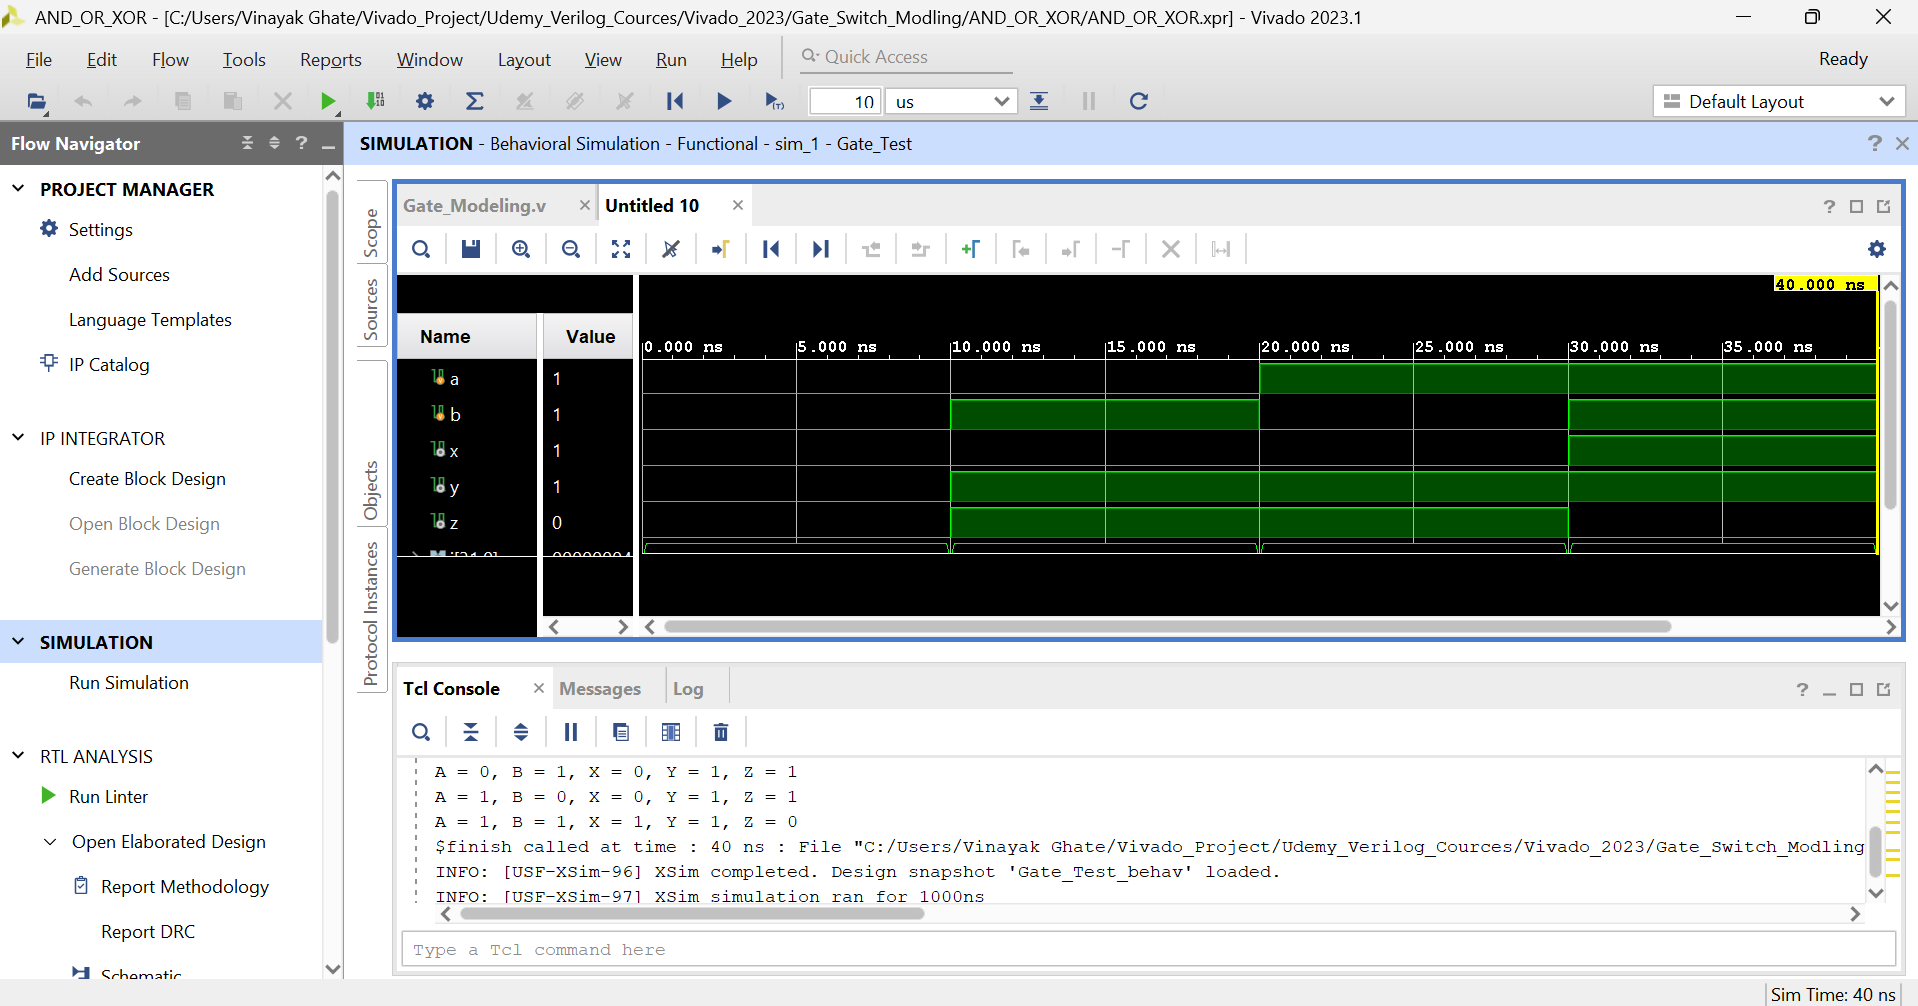 AND_OR_XOR - [C:/Users/Vinayak Ghate/Vivado_Project/Udemy_Verilog_Cources/Vivado_2023/Gate_Switch_Modling/AND_OR_XOR/AND_OR_XOR.xpr] - Vivado 2023.1
File Edit Flow Tools Reports Window Layout View Run Help Quick Access Ready
10 us Default Layout
Flow Navigator
SIMULATION - Behavioral Simulation - Functional - sim_1 - Gate_Test
PROJECT MANAGER
Settings
Add Sources
Language Templates
IP Catalog
IP INTEGRATOR
Create Block Design
Open Block Design
Generate Block Design
SIMULATION
Run Simulation
RTL ANALYSIS
Run Linter
Open Elaborated Design
Report Methodology
Report DRC
Schematic
Scope
Sources
Objects
Protocol Instances
Gate_Modeling.v Untitled 10
40.000 ns
Name Value
0.000 ns 5.000 ns 10.000 ns 15.000 ns 20.000 ns 25.000 ns 30.000 ns 35.000 ns
a 1
b 1
x 1
y 1
z 0
i[31:0] 00000004
Tcl Console Messages Log
A = 0, B = 1, X = 0, Y = 1, Z = 1
A = 1, B = 0, X = 0, Y = 1, Z = 1
A = 1, B = 1, X = 1, Y = 1, Z = 0
$finish called at time : 40 ns : File "C:/Users/Vinayak Ghate/Vivado_Project/Udemy_Verilog_Cources/Vivado_2023/Gate_Switch_Modling
INFO: [USF-XSim-96] XSim completed. Design snapshot 'Gate_Test_behav' loaded.
INFO: [USF-XSim-97] XSim simulation ran for 1000ns
Type a Tcl command here
Sim Time: 40 ns